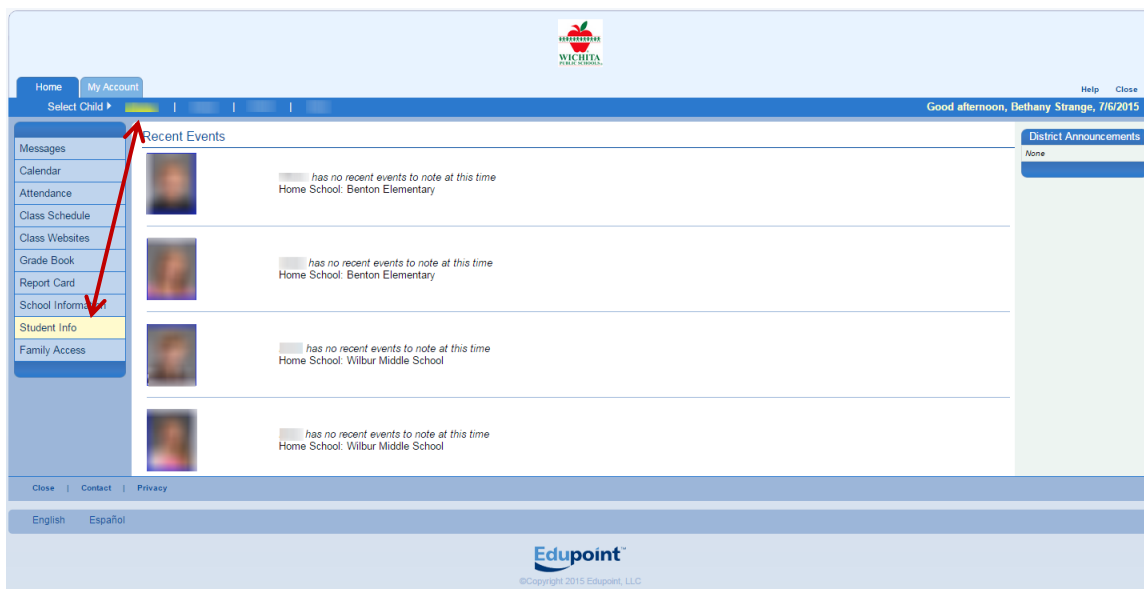 WICHITA
PUBLIC SCHOOLS
Home My Account
Help Close
Select Child
Good afternoon, Bethany Strange, 7/6/2015
Messages
Calendar
Attendance
Class Schedule
Class Websites
Grade Book
Report Card
School Information
Student Info
Family Access
Recent Events
has no recent events to note at this time
Home School: Benton Elementary
has no recent events to note at this time
Home School: Benton Elementary
has no recent events to note at this time
Home School: Wilbur Middle School
has no recent events to note at this time
Home School: Wilbur Middle School
District Announcements
None
Close | Contact | Privacy
English Español
Edupoint™
©Copyright 2015 Edupoint, LLC